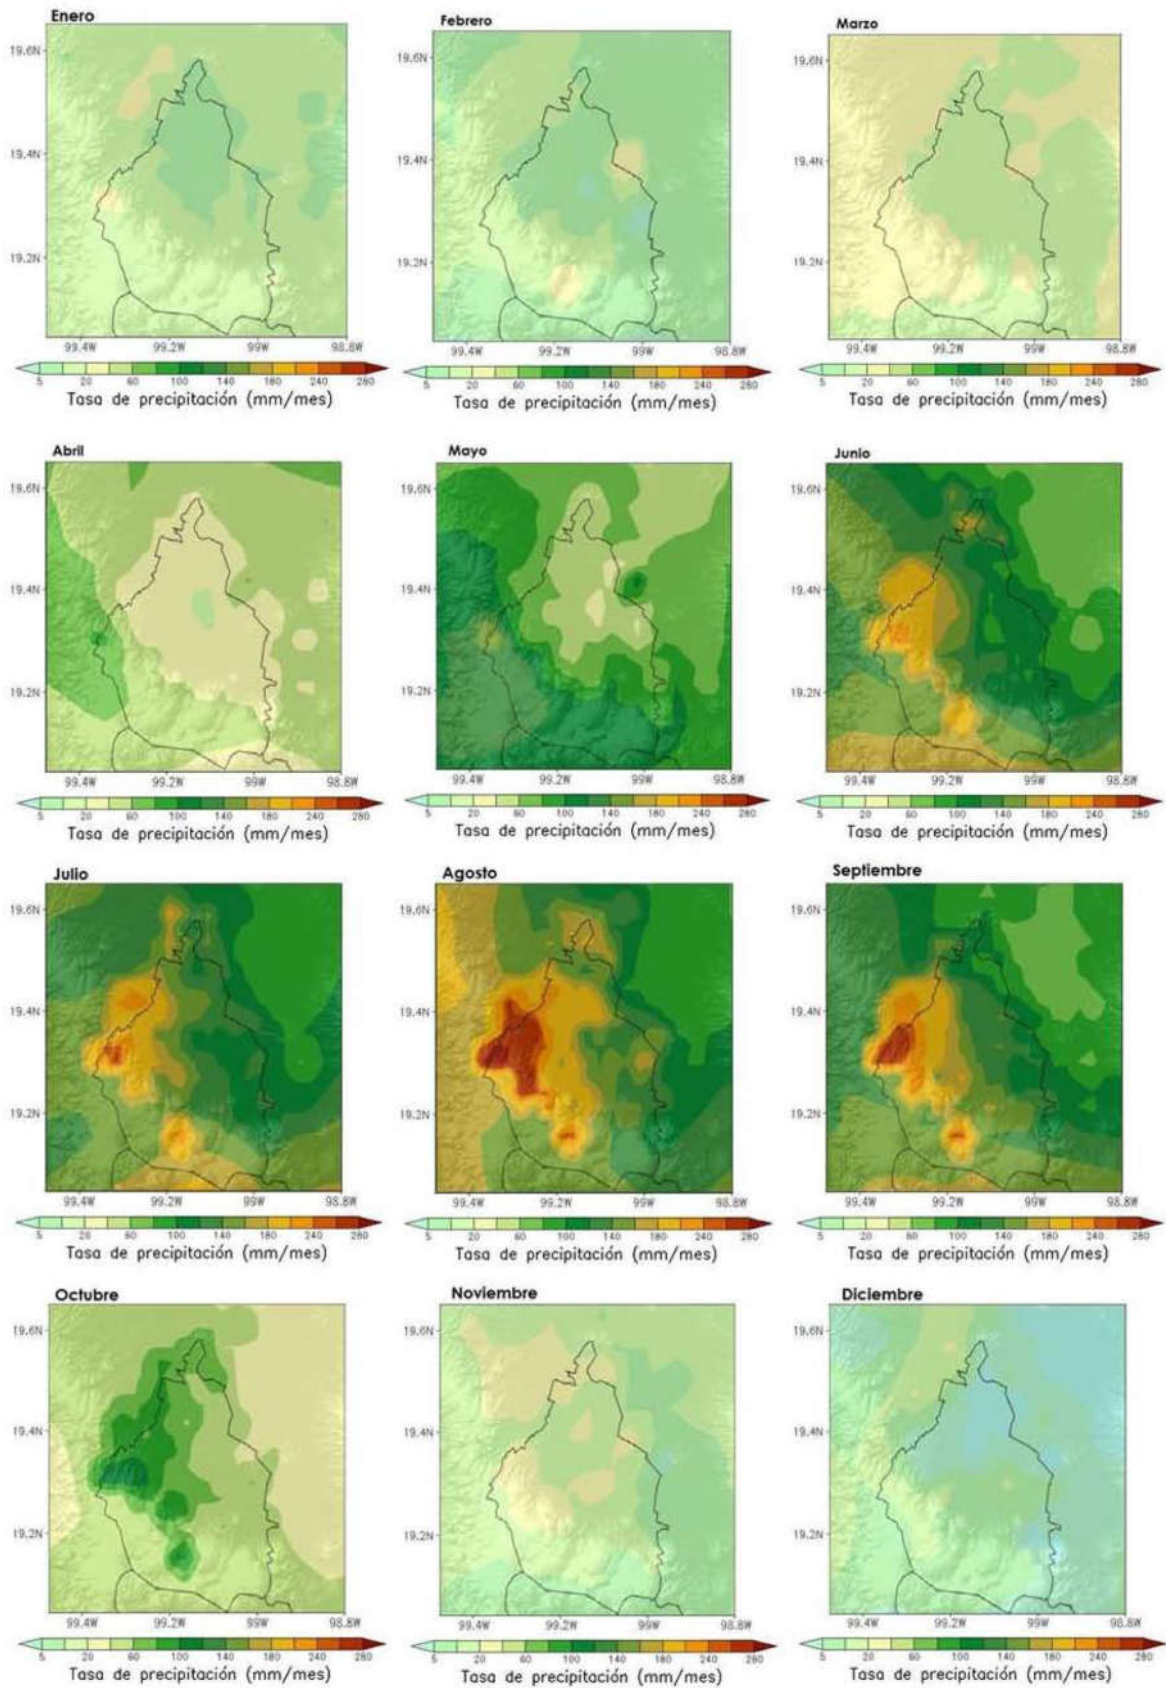 Enero
Febrero
Marzo
19.6N
19.4N
19.2N
99.4W 99.2W 99W 98.8W
5 20 60 100 140 180 240 280
Tasa de precipitación (mm/mes)
19.6N
19.4N
19.2N
99.4W 99.2W 99W 98.8W
5 20 60 100 140 180 240 280
Tasa de precipitación (mm/mes)
19.6N
19.4N
19.2N
99.4W 99.2W 99W 98.8W
5 20 60 100 140 180 240 280
Tasa de precipitación (mm/mes)
Abril
Mayo
Junio
19.6N
19.4N
19.2N
99.4W 99.2W 99W 98.8W
5 20 60 100 140 180 240 280
Tasa de precipitación (mm/mes)
19.6N
19.4N
19.2N
99.4W 99.2W 99W 98.8W
5 20 60 100 140 180 240 280
Tasa de precipitación (mm/mes)
19.6N
19.4N
19.2N
99.4W 99.2W 99W 98.8W
5 20 60 100 140 180 240 280
Tasa de precipitación (mm/mes)
Julio
Agosto
Septiembre
19.6N
19.4N
19.2N
99.4W 99.2W 99W 98.8W
5 20 60 100 140 180 240 280
Tasa de precipitación (mm/mes)
19.6N
19.4N
19.2N
99.4W 99.2W 99W 98.8W
5 20 60 100 140 180 240 280
Tasa de precipitación (mm/mes)
19.6N
19.4N
19.2N
99.4W 99.2W 99W 98.8W
5 20 60 100 140 180 240 280
Tasa de precipitación (mm/mes)
Octubre
Noviembre
Diciembre
19.6N
19.4N
19.2N
99.4W 99.2W 99W 98.8W
5 20 60 100 140 180 240 280
Tasa de precipitación (mm/mes)
19.6N
19.4N
19.2N
99.4W 99.2W 99W 98.8W
5 20 60 100 140 180 240 280
Tasa de precipitación (mm/mes)
19.6N
19.4N
19.2N
99.4W 99.2W 99W 98.8W
5 20 60 100 140 180 240 280
Tasa de precipitación (mm/mes)